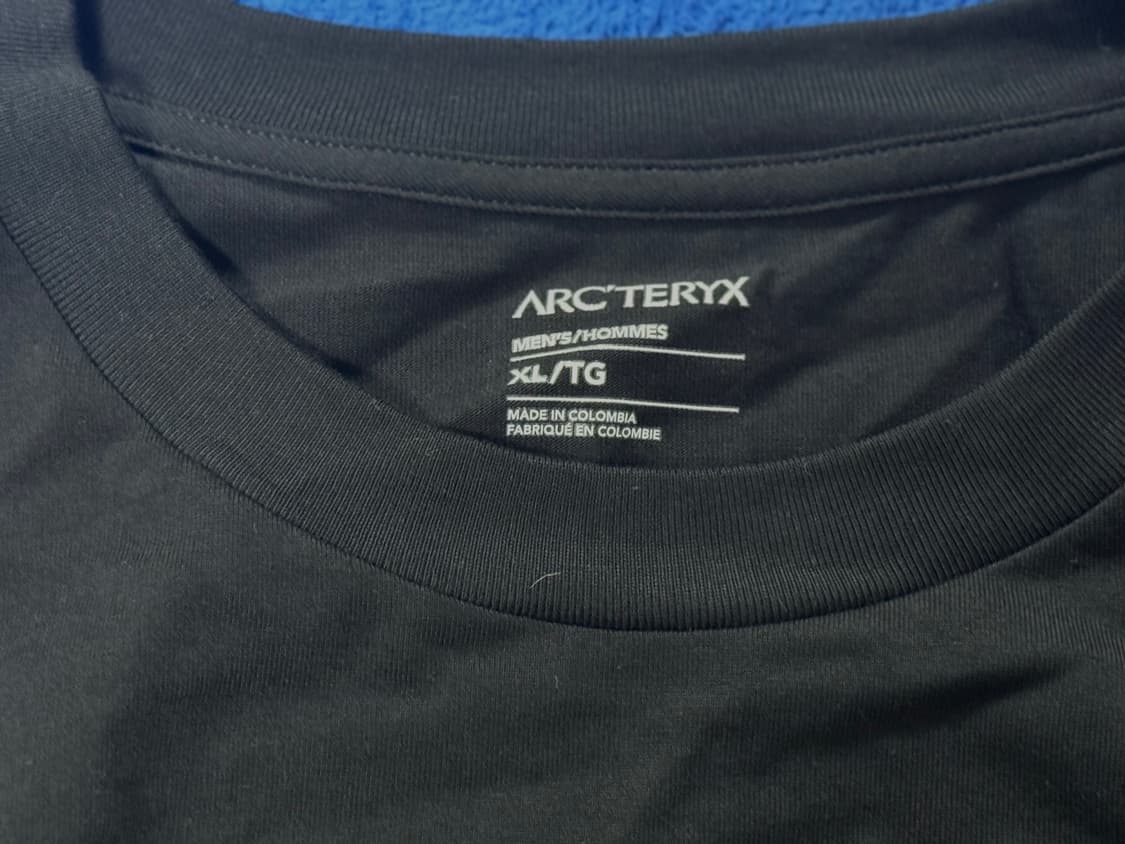 ARC'TERYX
MEN'S/HOMMES
XL/TG
MADE IN COLOMBIA
FABRIQUÉ EN COLOMBIE